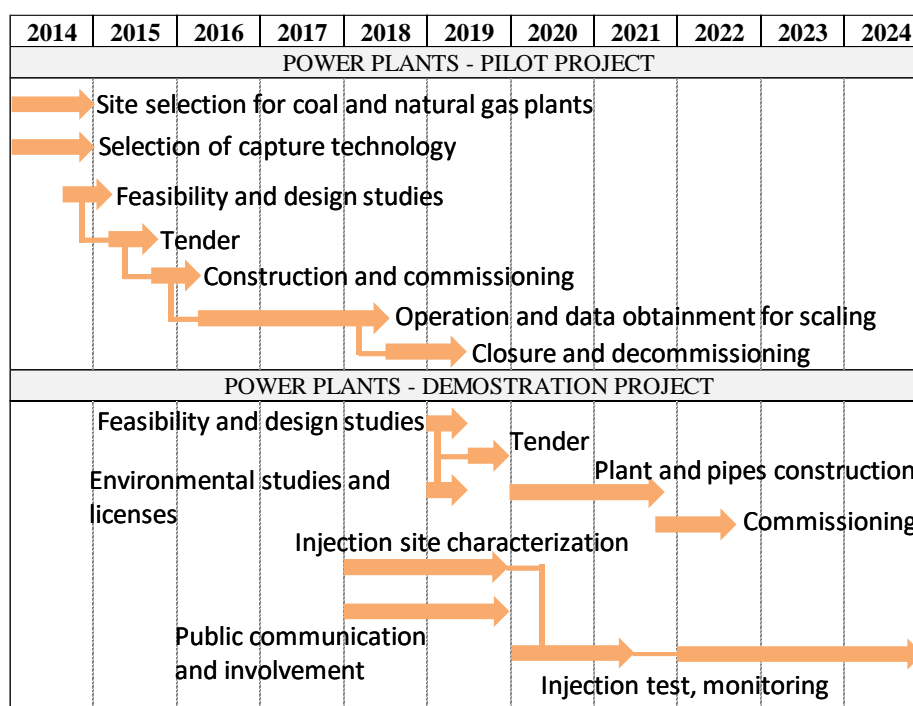 2014 2015 2016 2017 2018 2019 2020 2021 2022 2023 2024
POWER PLANTS - PILOT PROJECT
Site selection for coal and natural gas plants
Selection of capture technology
Feasibility and design studies
Tender
Construction and commissioning
Operation and data obtainment for scaling
Closure and decommissioning
POWER PLANTS - DEMOSTRATION PROJECT
Feasibility and design studies
Tender
Plant and pipes construction
Environmental studies and
licenses
Commissioning
Injection site characterization
Public communication
and involvement
Injection test, monitoring